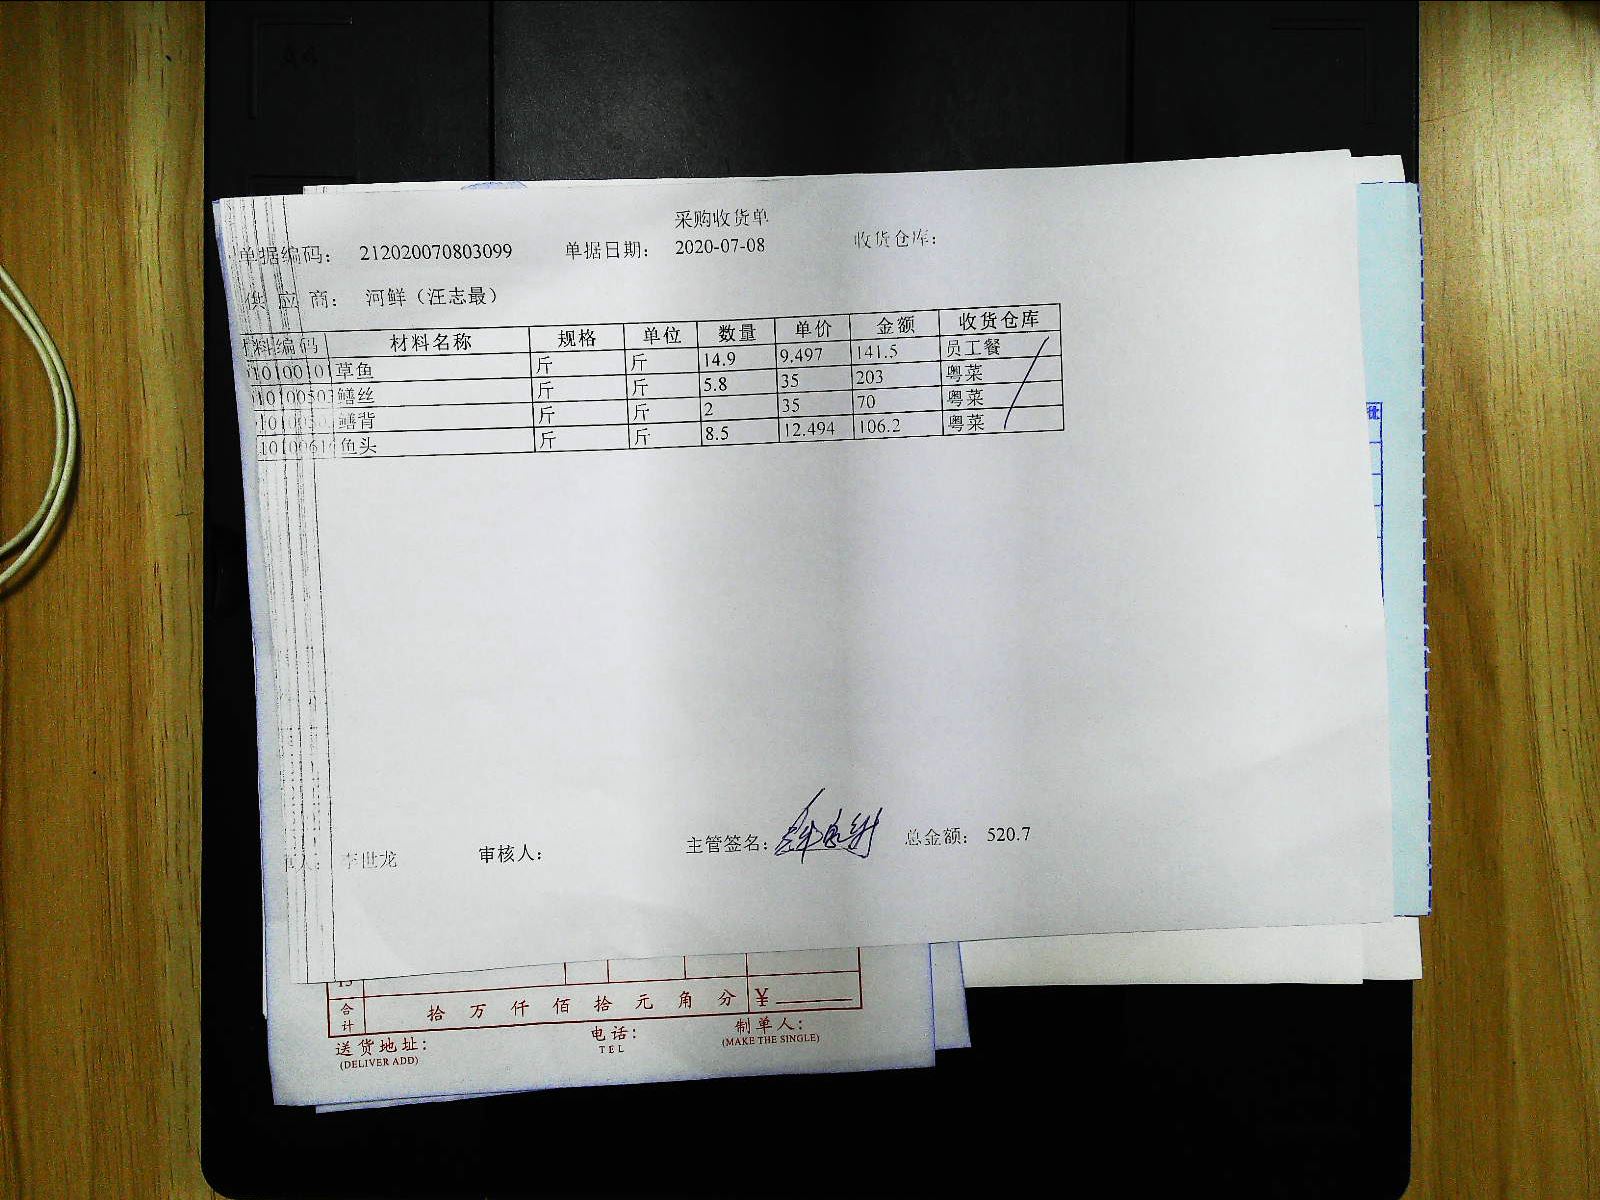 采购收货单
单据编码： 212020070803099 单据日期： 2020-07-08 收货仓库：
供 应 商： 河鲜（汪志最）
材料编码 材料名称 规格 单位 数量 单价 金额 收货仓库
草鱼 斤 斤 14.9 9.497 141.5 员工餐
鳝丝 斤 斤 5.8 35 203 粤菜
鳝背 斤 斤 2 35 70 粤菜
鱼头 斤 斤 8.5 12.494 106.2 粤菜
李世龙 审核人： 主管签名： 总金额： 520.7
合计 拾 万 仟 佰 拾 元 角 分 ¥
送货地址： 电话： 制单人：
(DELIVER ADD) TEL (MAKE THE SINGLE)